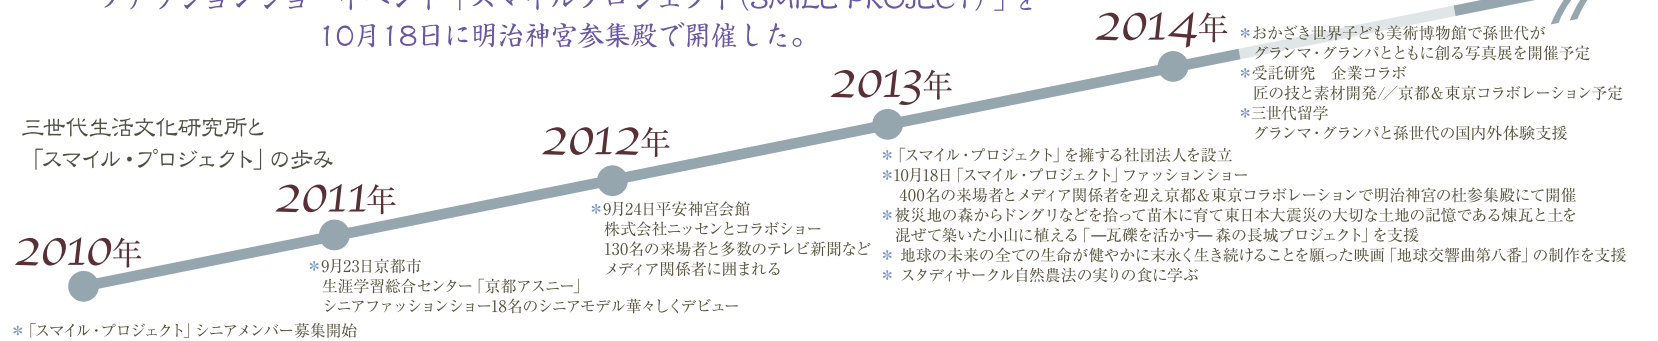 ファッションショーイベント「スマイルプロジェクト(SMILE PROJECT)」を
10月18日に明治神宮参集殿で開催した。
三世代生活文化研究所と
「スマイル・プロジェクト」の歩み
2010年
＊「スマイル・プロジェクト」シニアメンバー募集開始
2011年
＊9月23日京都市
生涯学習総合センター「京都アスニー」
シニアファッションショー18名のシニアモデル華々しくデビュー
2012年
＊9月24日平安神宮会館
株式会社ニッセンとコラボショー
130名の来場者と多数のテレビ新聞など
メディア関係者に囲まれる
2013年
＊「スマイル・プロジェクト」を擁する社団法人を設立
＊10月18日「スマイル・プロジェクト」ファッションショー
400名の来場者とメディア関係者を迎え京都＆東京コラボレーションで明治神宮の杜参集殿にて開催
＊被災地の森からドングリなどを拾って苗木に育て東日本大震災の大切な土地の記憶である煉瓦と土を
混ぜて築いた小山に植える「―瓦礫を活かす―森の長城プロジェクト」を支援
＊ 地球の未来の全ての生命が健やかに末永く生き続けることを願った映画「地球交響曲第八番」の制作を支援
＊ スタディサークル自然農法の実りの食に学ぶ
2014年
＊おかざき世界子ども美術博物館で孫世代が
グランマ・グランパとともに創る写真展を開催予定
＊受託研究　企業コラボ
匠の技と素材開発／／京都＆東京コラボレーション予定
＊三世代留学
グランマ・グランパと孫世代の国内外体験支援